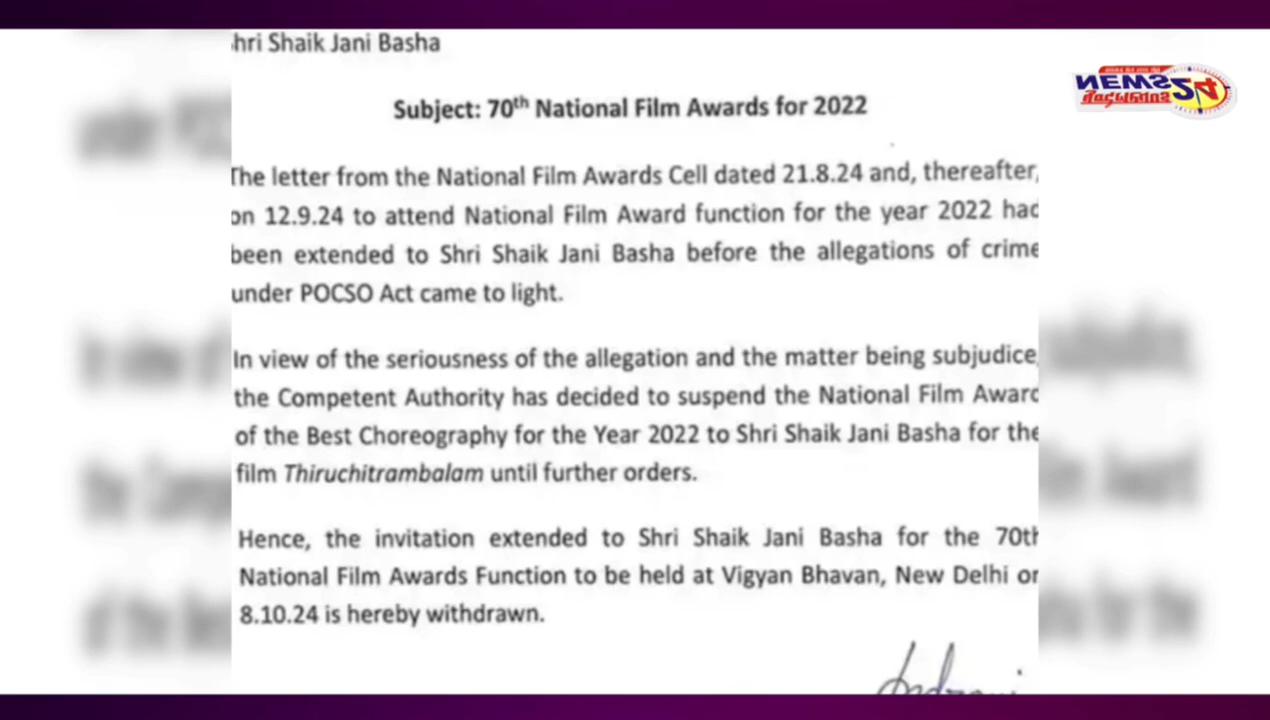 hri Shaik Jani Basha
Subject: 70th National Film Awards for 2022
The letter from the National Film Awards Cell dated 21.8.24 and, thereafter,
on 12.9.24 to attend National Film Award function for the year 2022 had
been extended to Shri Shaik Jani Basha before the allegations of crime
under POCSO Act came to light.
In view of the seriousness of the allegation and the matter being subjudice,
the Competent Authority has decided to suspend the National Film Award
of the Best Choreography for the Year 2022 to Shri Shaik Jani Basha for the
film Thiruchitrambalam until further orders.
Hence, the invitation extended to Shri Shaik Jani Basha for the 70th
National Film Awards Function to be held at Vigyan Bhavan, New Delhi on
8.10.24 is hereby withdrawn.